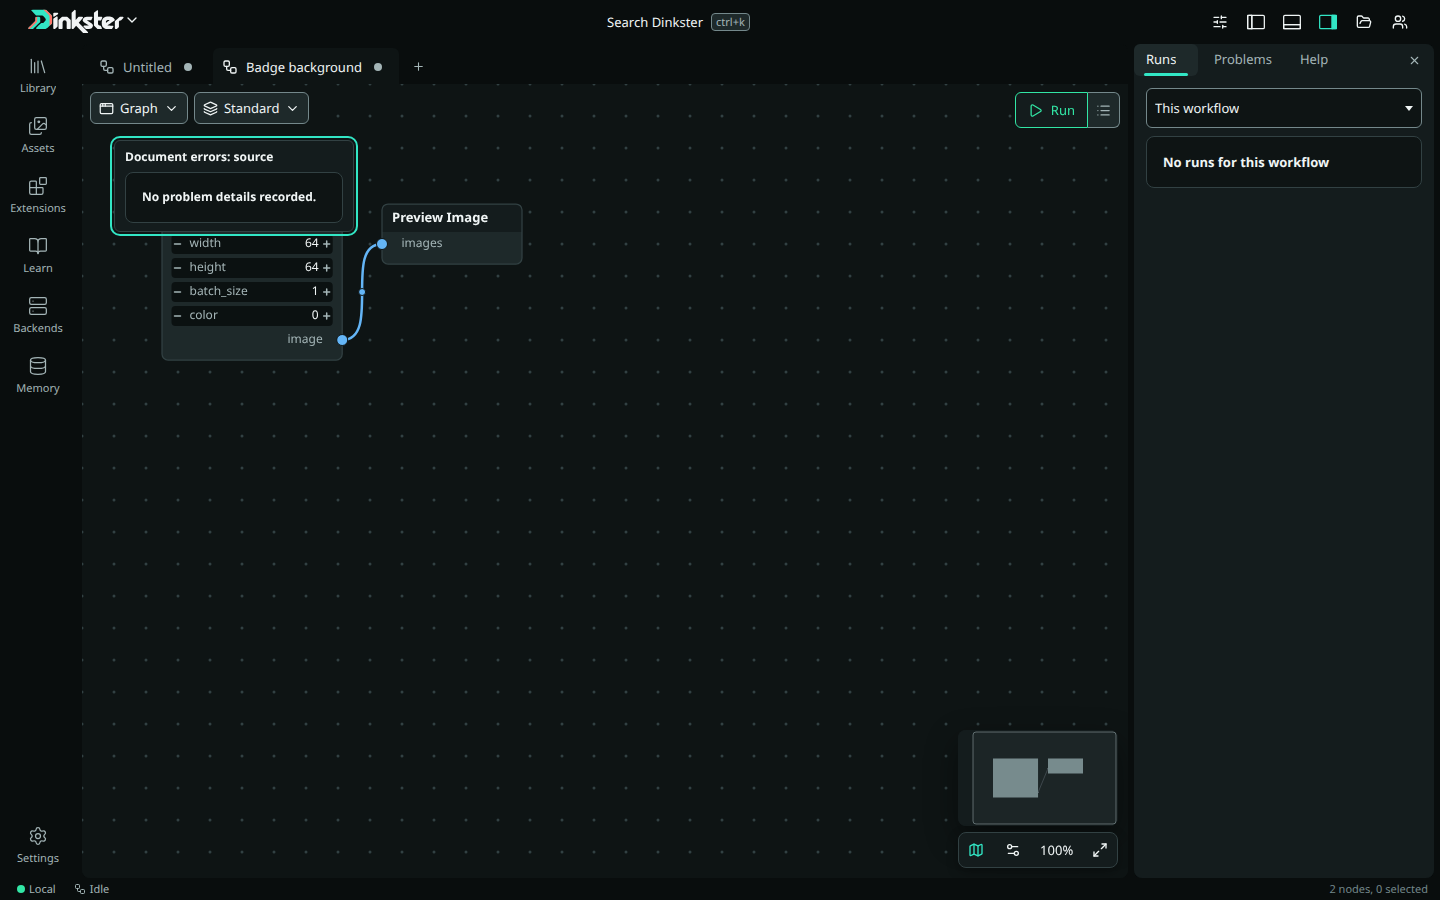 Dinkster
Search Dinkster
ctrl+k
Library
Assets
Extensions
Learn
Backends
Memory
Settings
Untitled
Badge background
Graph
Standard
Run
Document errors: source
No problem details recorded.
width
64
height
64
batch_size
1
color
0
image
Preview Image
images
100%
Runs
Problems
Help
This workflow
No runs for this workflow
Local
Idle
2 nodes, 0 selected